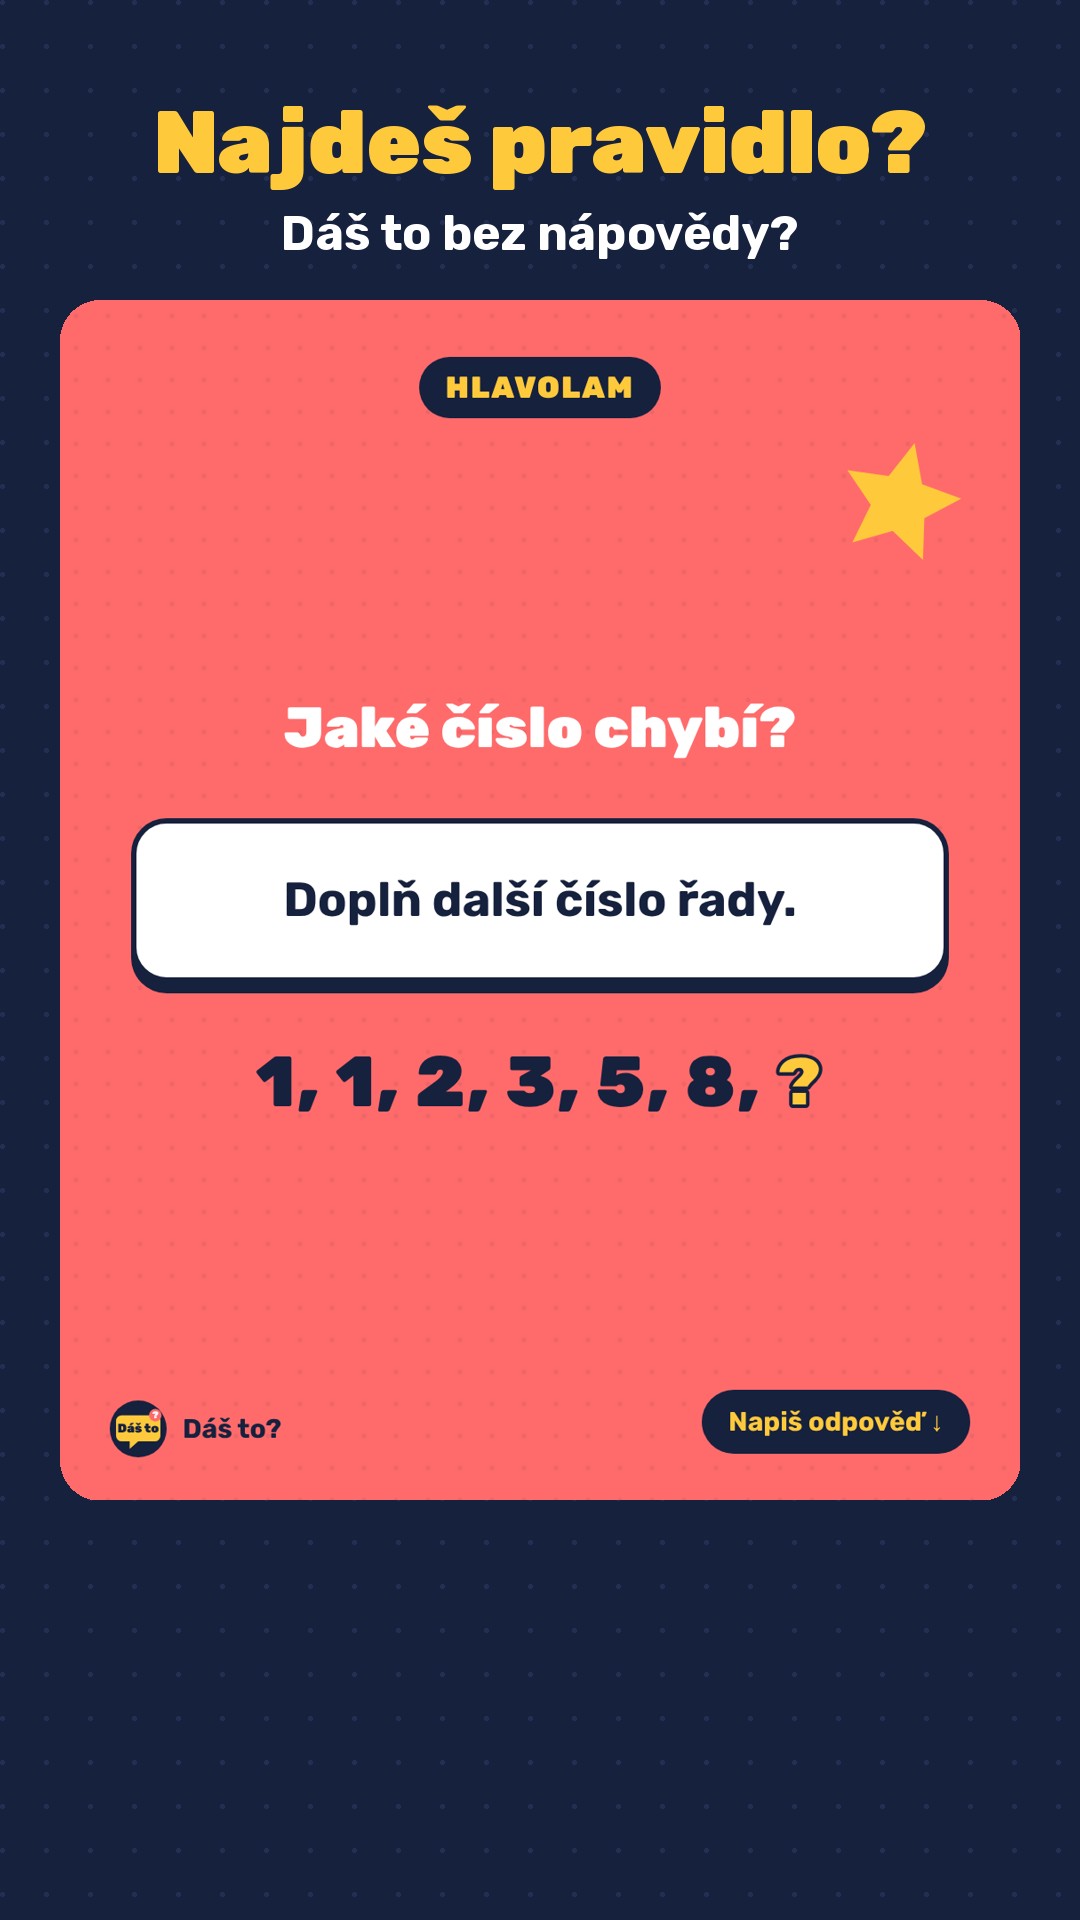 Najdeš pravidlo?
Dáš to bez nápovědy?
HLAVOLAM
Jaké číslo chybí?
Doplň další číslo řady.
1, 1, 2, 3, 5, 8, ?
Dáš to ?
Dáš to?
Napiš odpověď ↓